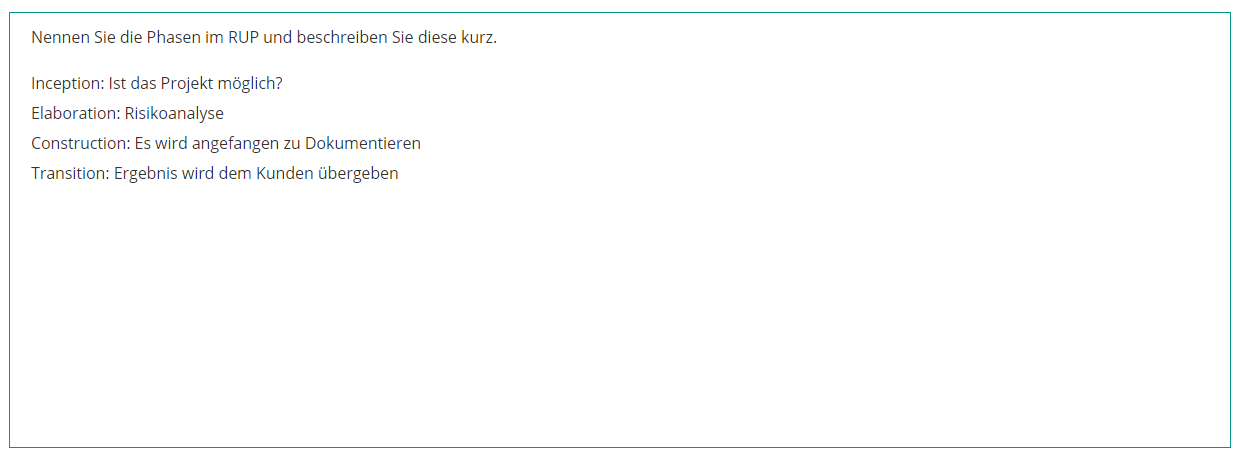 Nennen Sie die Phasen im RUP und beschreiben Sie diese kurz.
Inception: Ist das Projekt möglich?
Elaboration: Risikoanalyse
Construction: Es wird angefangen zu Dokumentieren
Transition: Ergebnis wird dem Kunden übergeben